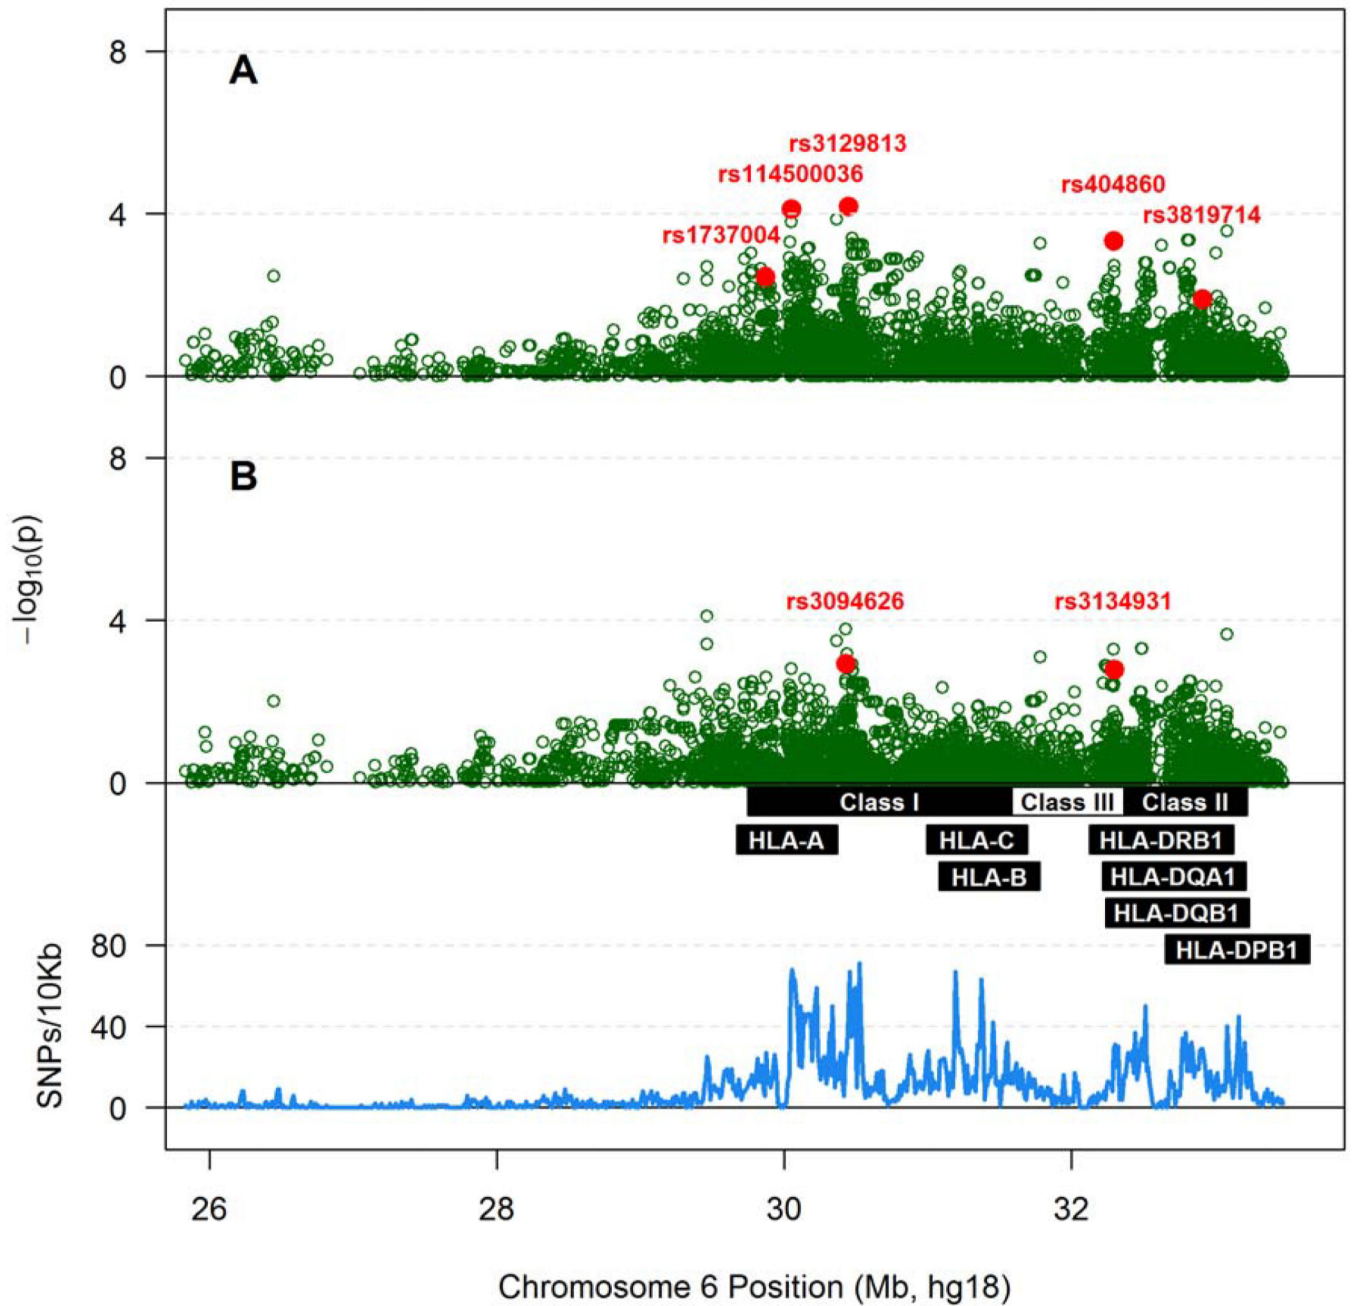 8
A
rs3129813
rs114500036
rs404860
4
rs3819714
rs1737004
0
8
B
−log10(p)
rs3094626
rs3134931
4
0
Class I
Class III
Class II
HLA-A
HLA-C
HLA-DRB1
HLA-B
HLA-DQA1
HLA-DQB1
80
HLA-DPB1
SNPs/10Kb
40
0
26
28
30
32
Chromosome 6 Position (Mb, hg18)